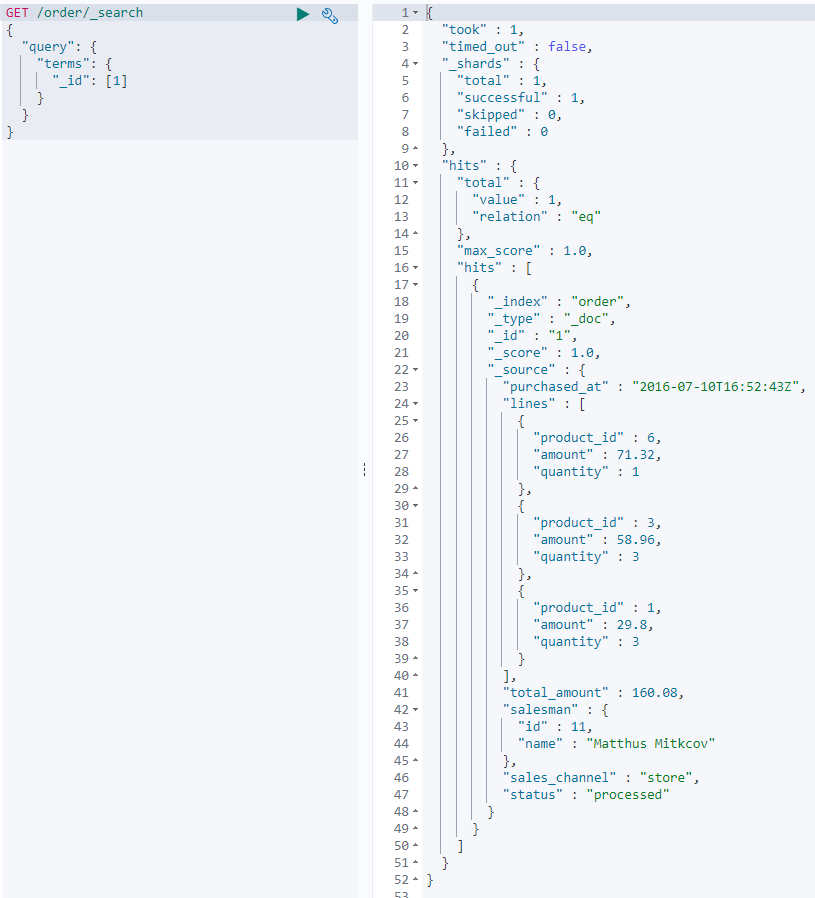 GET /order/_search
{
  "query": {
    "terms": {
      "_id": [1]
    }
  }
}
1 {
2   "took" : 1,
3   "timed_out" : false,
4   "_shards" : {
5     "total" : 1,
6     "successful" : 1,
7     "skipped" : 0,
8     "failed" : 0
9   },
10   "hits" : {
11     "total" : {
12       "value" : 1,
13       "relation" : "eq"
14     },
15     "max_score" : 1.0,
16     "hits" : [
17       {
18         "_index" : "order",
19         "_type" : "_doc",
20         "_id" : "1",
21         "_score" : 1.0,
22         "_source" : {
23           "purchased_at" : "2016-07-10T16:52:43Z",
24           "lines" : [
25             {
26               "product_id" : 6,
27               "amount" : 71.32,
28               "quantity" : 1
29             },
30             {
31               "product_id" : 3,
32               "amount" : 58.96,
33               "quantity" : 3
34             },
35             {
36               "product_id" : 1,
37               "amount" : 29.8,
38               "quantity" : 3
39             }
40           ],
41           "total_amount" : 160.08,
42           "salesman" : {
43             "id" : 11,
44             "name" : "Matthus Mitkcov"
45           },
46           "sales_channel" : "store",
47           "status" : "processed"
48         }
49       }
50     ]
51   }
52 }
53